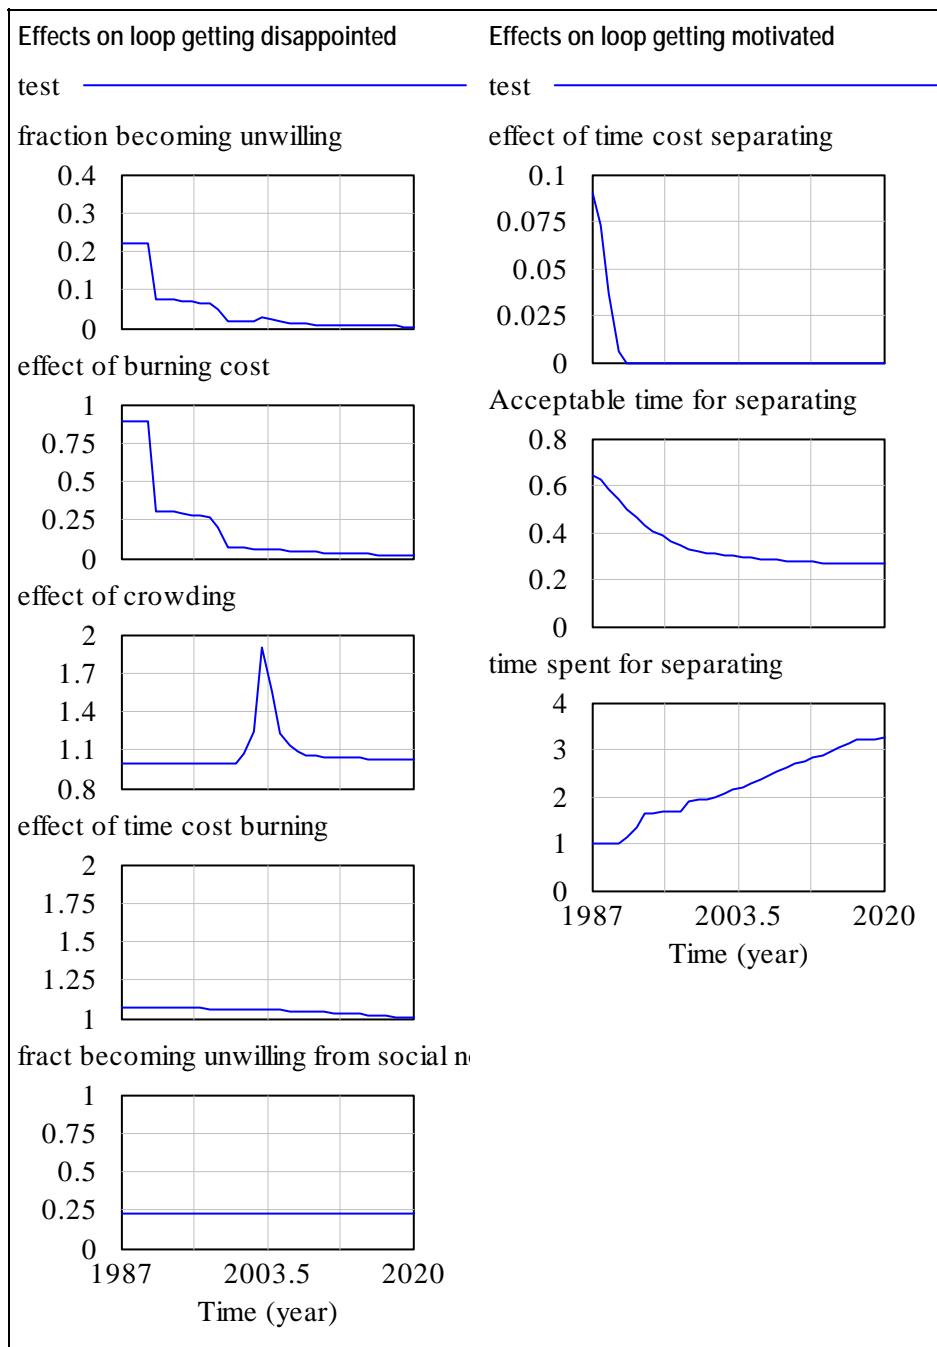 Effects on loop getting disappointed
test
fraction becoming unwilling
0.4
0.3
0.2
0.1
0
effect of burning cost
1
0.75
0.5
0.25
0
effect of crowding
2
1.7
1.4
1.1
0.8
effect of time cost burning
2
1.75
1.5
1.25
1
fract becoming unwilling from social n
1
0.75
0.5
0.25
0
1987 2003.5 2020
Time (year)
Effects on loop getting motivated
test
effect of time cost separating
0.1
0.075
0.05
0.025
0
Acceptable time for separating
0.8
0.6
0.4
0.2
0
time spent for separating
4
3
2
1
0
1987 2003.5 2020
Time (year)